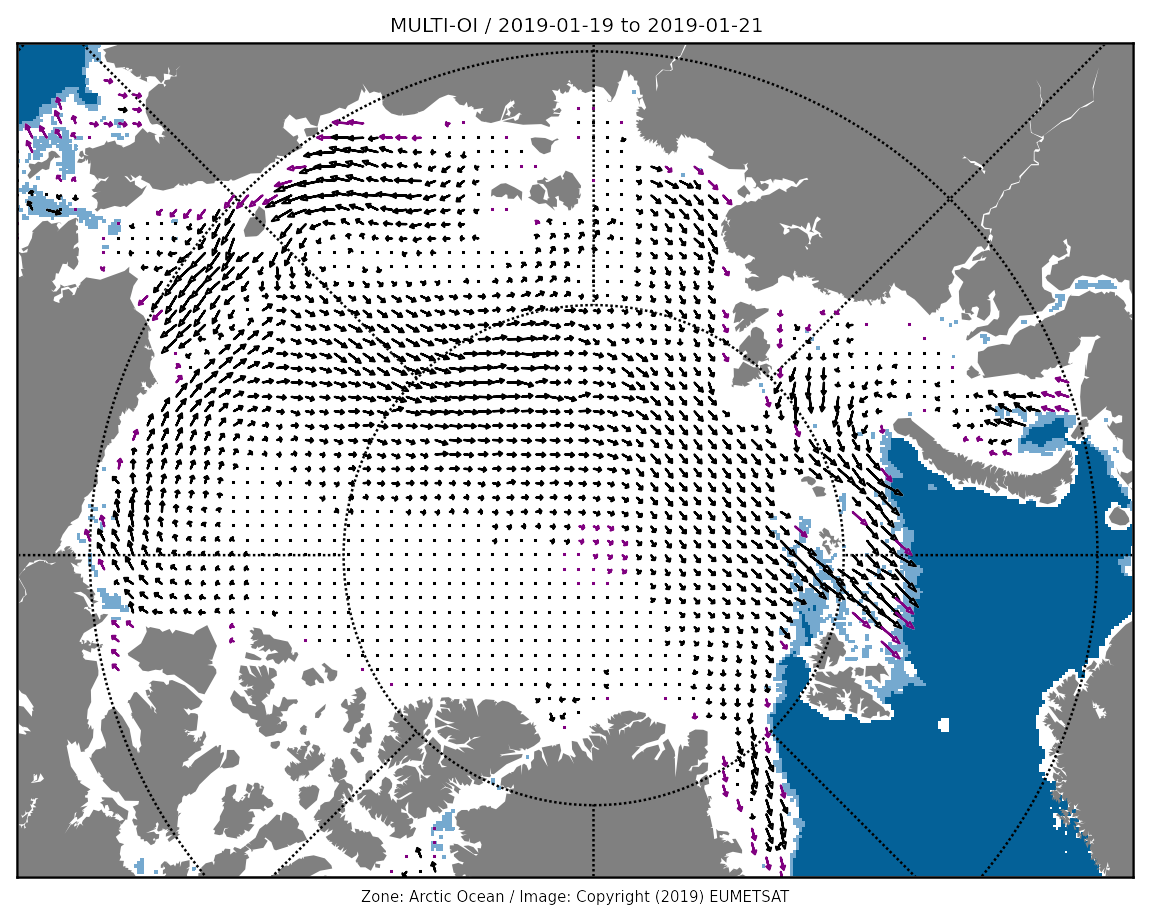 MULTI-OI / 2019-01-19 to 2019-01-21
Zone: Arctic Ocean / Image: Copyright (2019) EUMETSAT